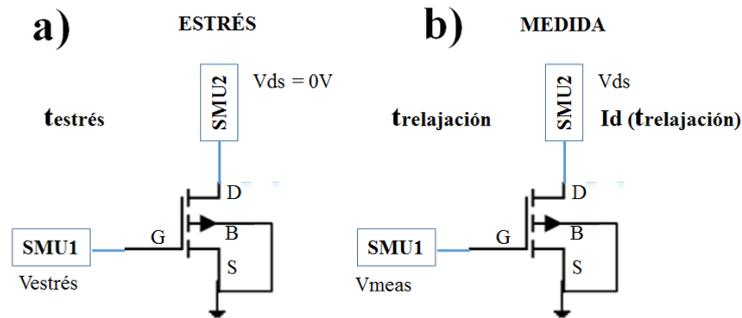 a)
ESTRÉS
SMU2
Vds = 0V
testrés
D
G
B
SMU1
S
Vestrés
b)
MEDIDA
SMU2
Vds
trelajación
Id (trelajación)
D
G
B
SMU1
S
Vmeas